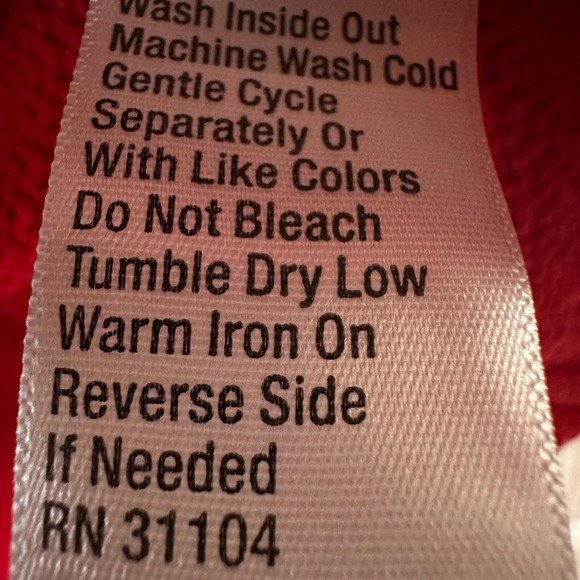 Wash Inside Out
Machine Wash Cold
Gentle Cycle
Separately Or
With Like Colors
Do Not Bleach
Tumble Dry Low
Warm Iron On
Reverse Side
If Needed
RN 31104